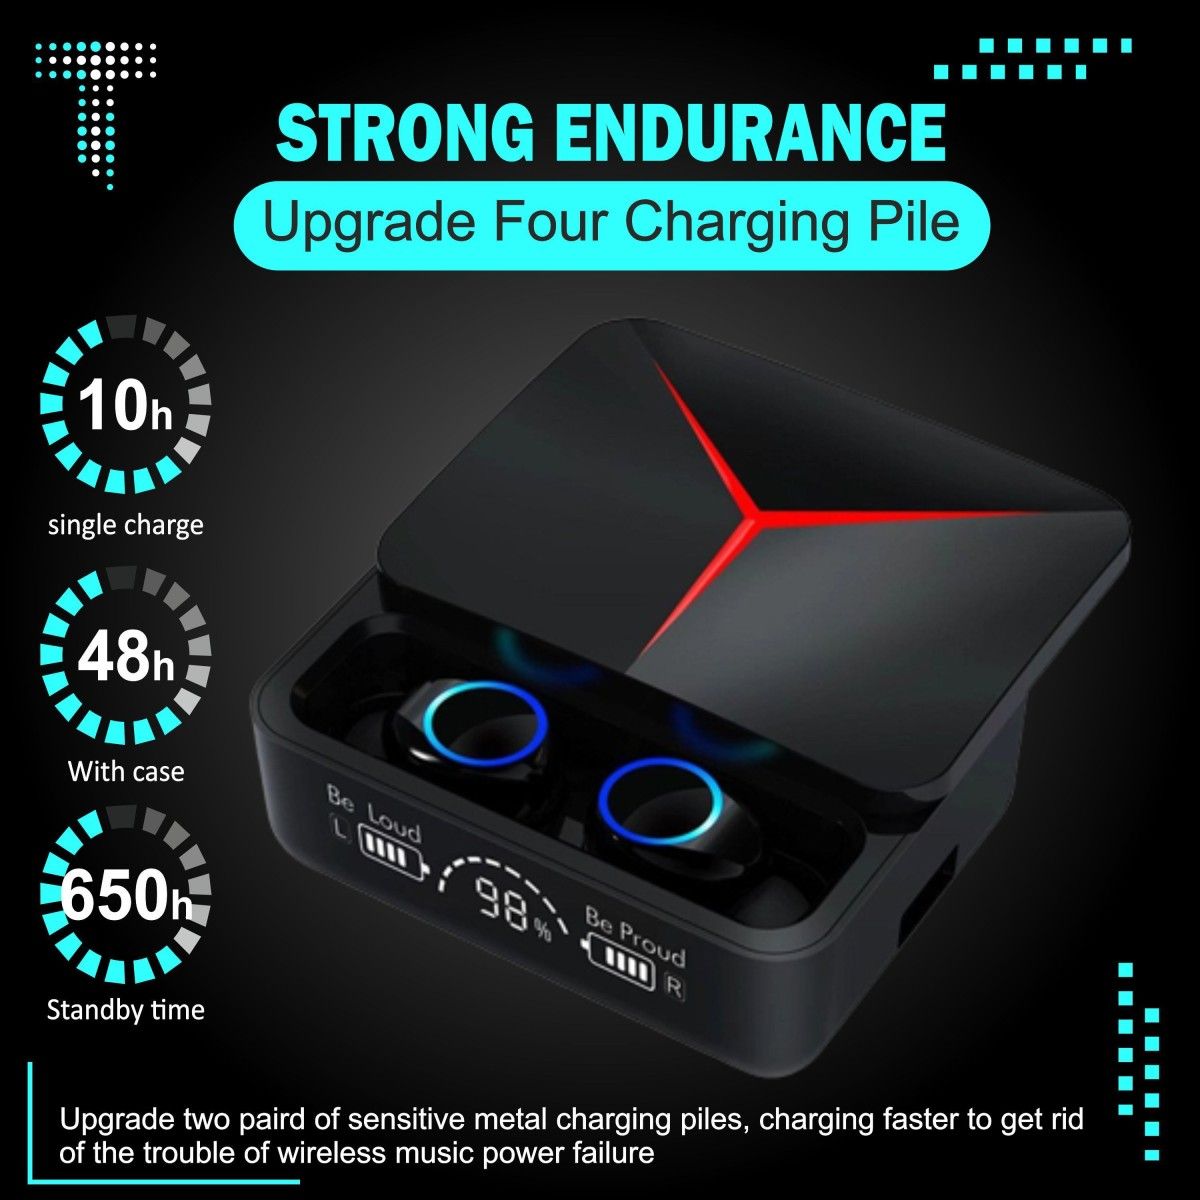 STRONG ENDURANCE
Upgrade Four Charging Pile
10h
single charge
48h
With case
650h
Standby time
Be Loud
L
98%
Be Proud
R
Upgrade two paird of sensitive metal charging piles, charging faster to get rid
of the trouble of wireless music power failure